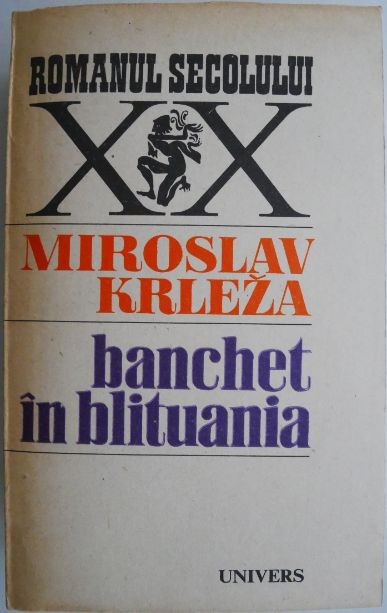 ROMANUL SECOLULUI
XX
MIROSLAV
KRLEŽA
banchet
în blituania
UNIVERS